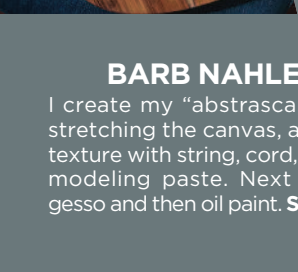 BARB NAHLE
I create my “abstrasca
stretching the canvas, a
texture with string, cord,
modeling paste. Next
gesso and then oil paint. S